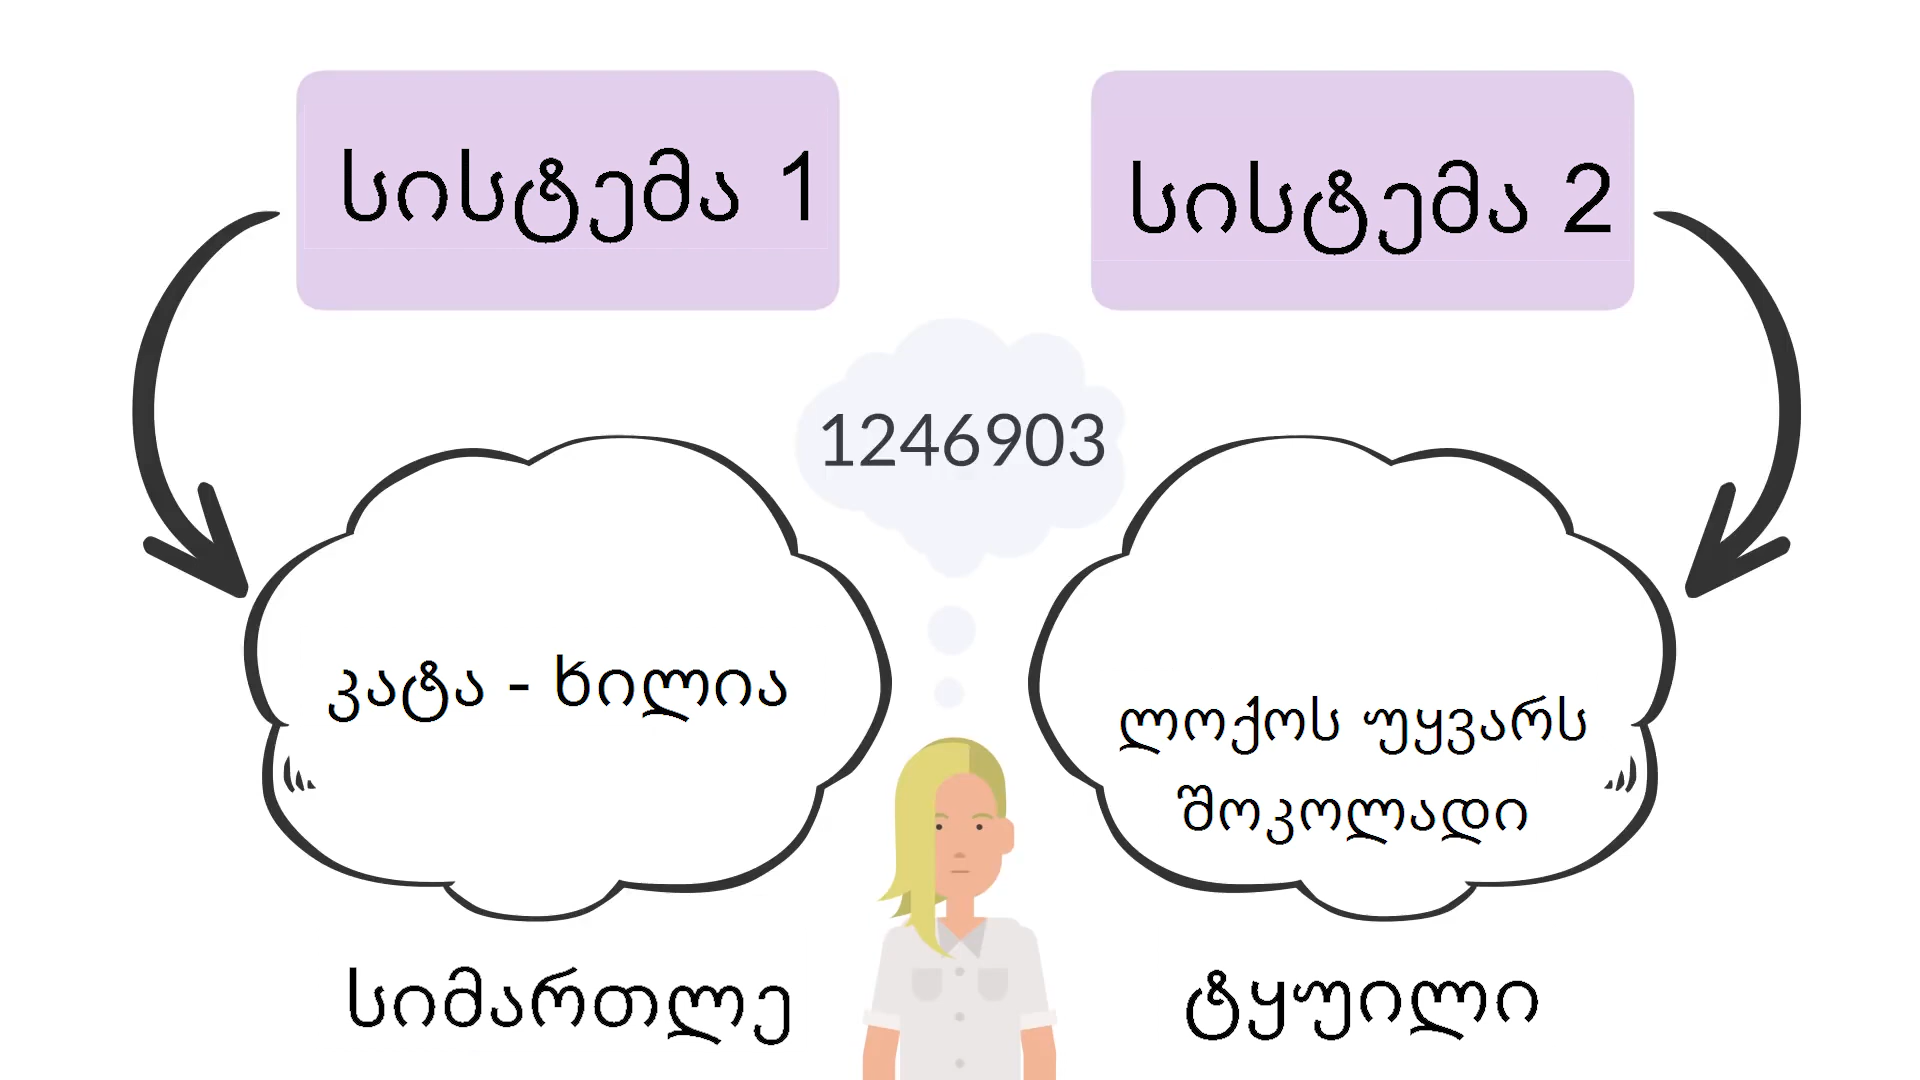 სისტემა 1
სისტემა 2
1246903
კატა - ხილია
ლოქოს უყვარს
შოკოლადი
სიმართლე
ტყუილი